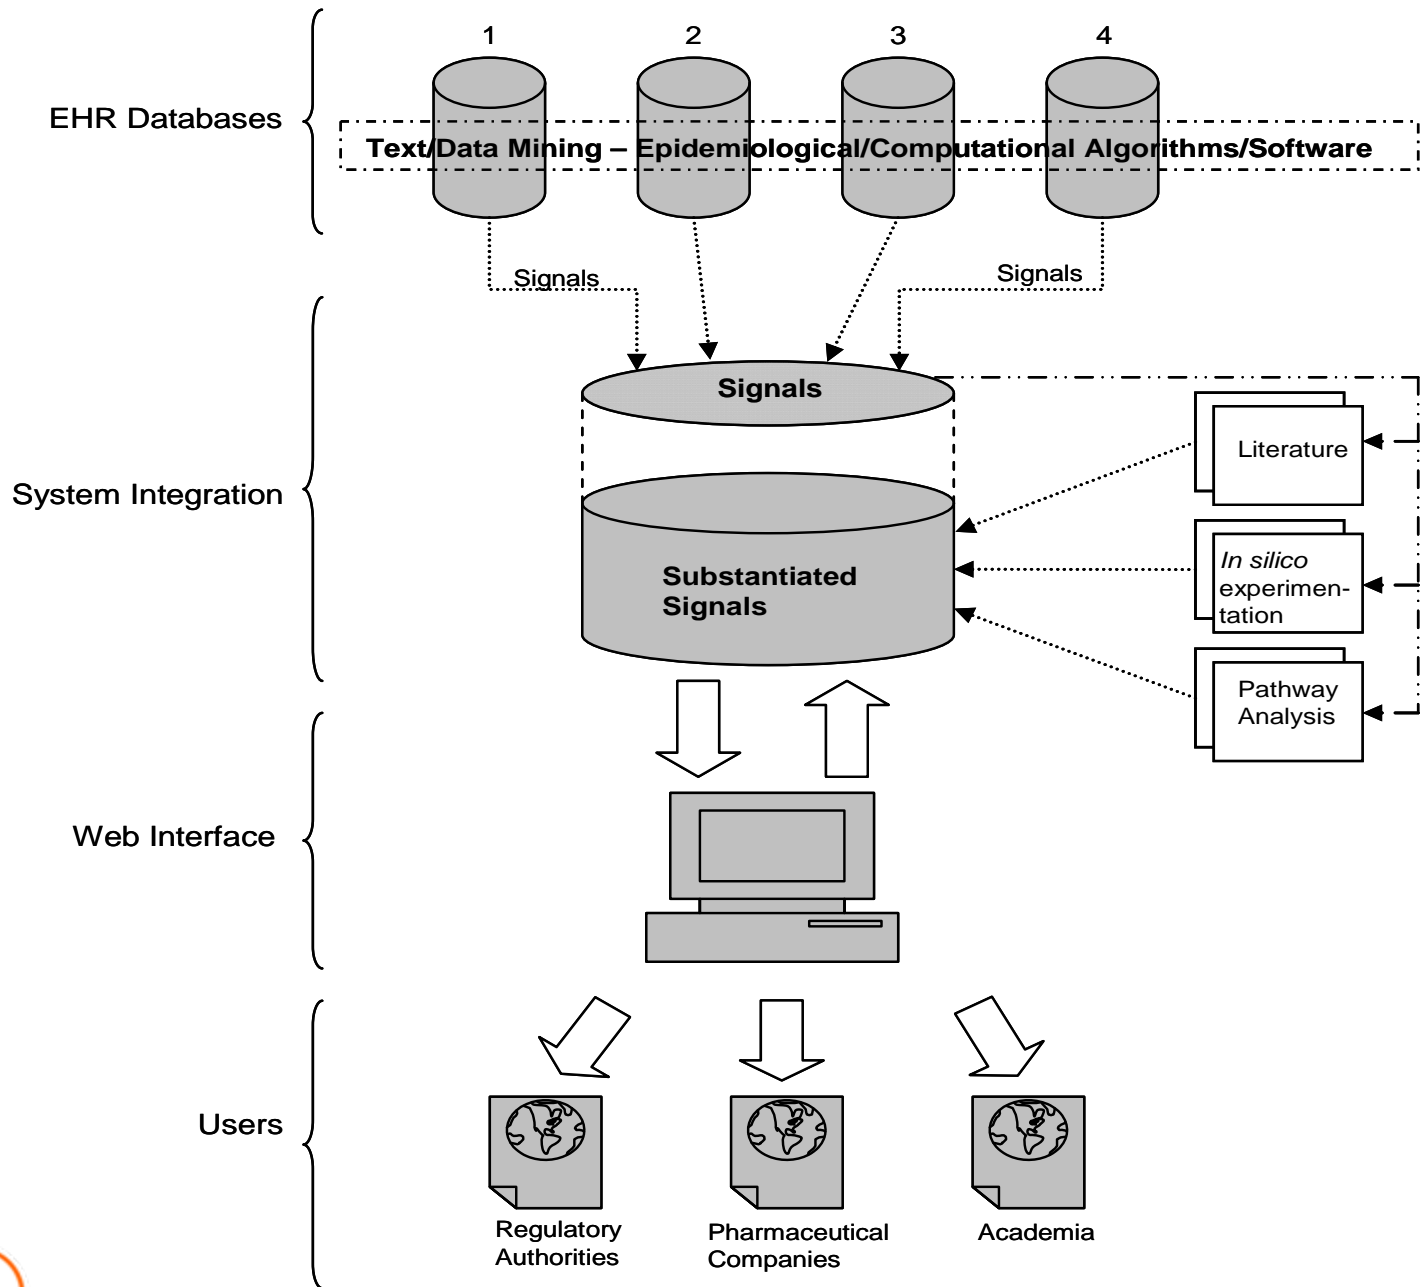 1 2 3 4
EHR Databases
Text/Data Mining – Epidemiological/Computational Algorithms/Software
Signals
Signals
Signals
Literature
System Integration
In silico
experimen-
tation
Substantiated
Signals
Pathway
Analysis
Web Interface
Users
Regulatory
Authorities
Pharmaceutical
Companies
Academia